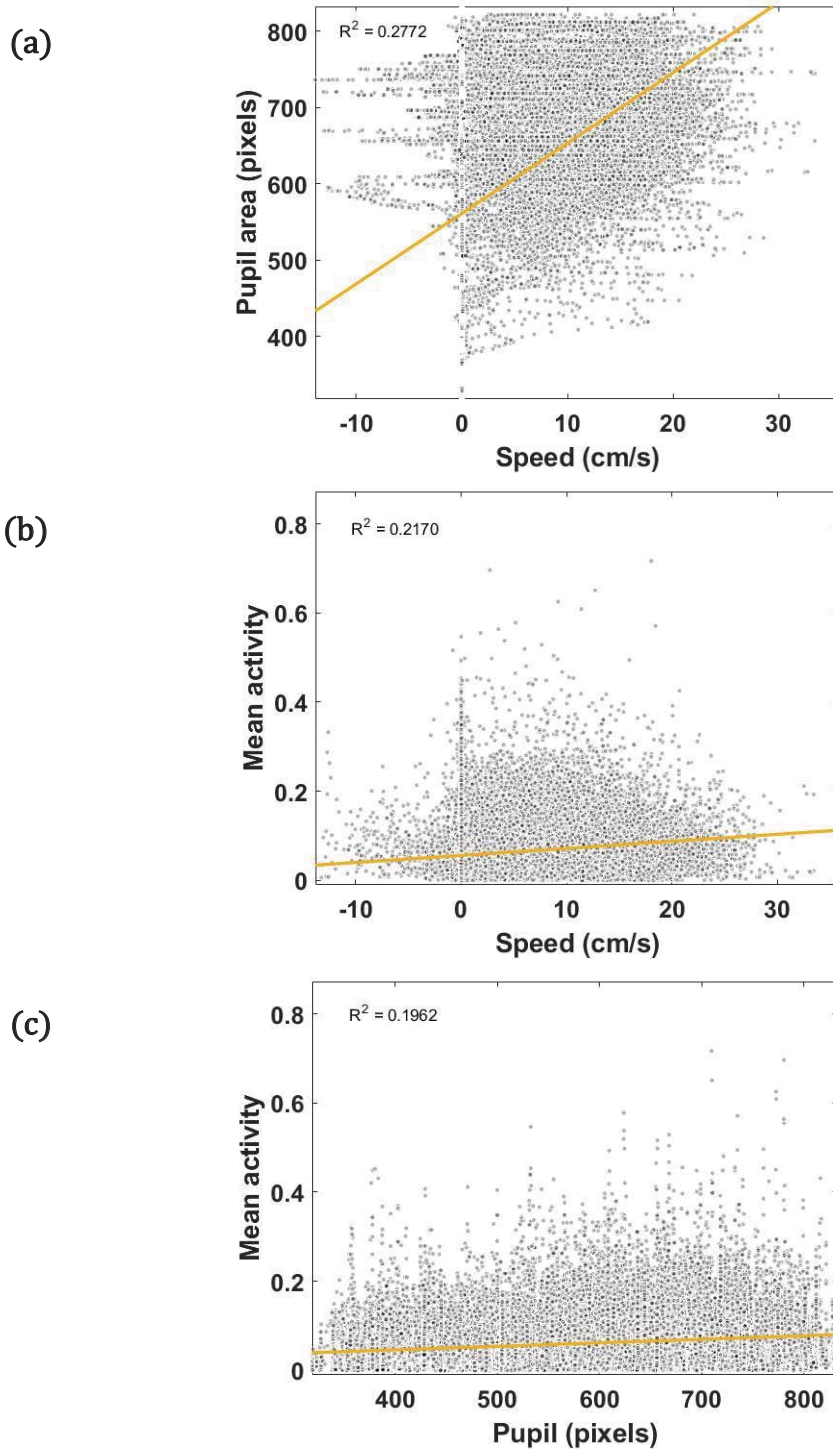 (a)
R² = 0.2772
800
700
600
500
400
Pupil area (pixels)
-10 0 10 20 30
Speed (cm/s)
(b)
R² = 0.2170
0.8
0.6
0.4
0.2
0
Mean activity
-10 0 10 20 30
Speed (cm/s)
(c)
R² = 0.1962
0.8
0.6
0.4
0.2
0
Mean activity
400 500 600 700 800
Pupil (pixels)